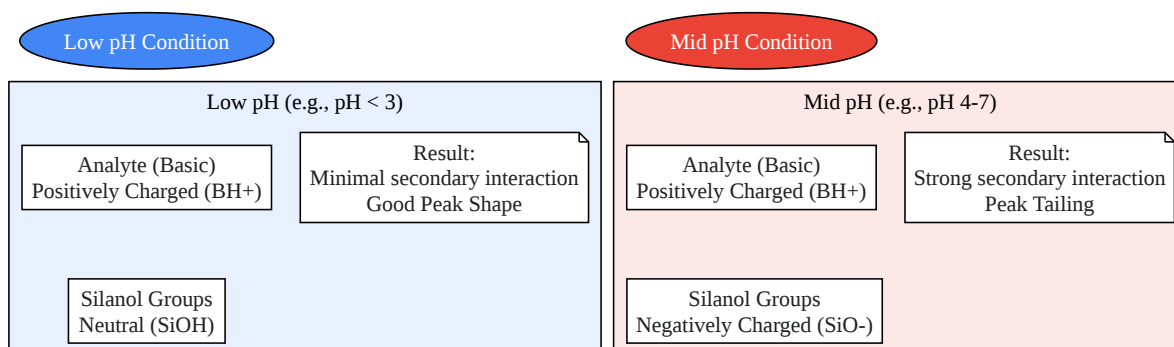 Low pH Condition
Low pH (e.g., pH < 3)
Analyte (Basic)
Positively Charged (BH+)
Result:
Minimal secondary interaction
Good Peak Shape
Silanol Groups
Neutral (SiOH)
Mid pH Condition
Mid pH (e.g., pH 4-7)
Analyte (Basic)
Positively Charged (BH+)
Result:
Strong secondary interaction
Peak Tailing
Silanol Groups
Negatively Charged (SiO-)